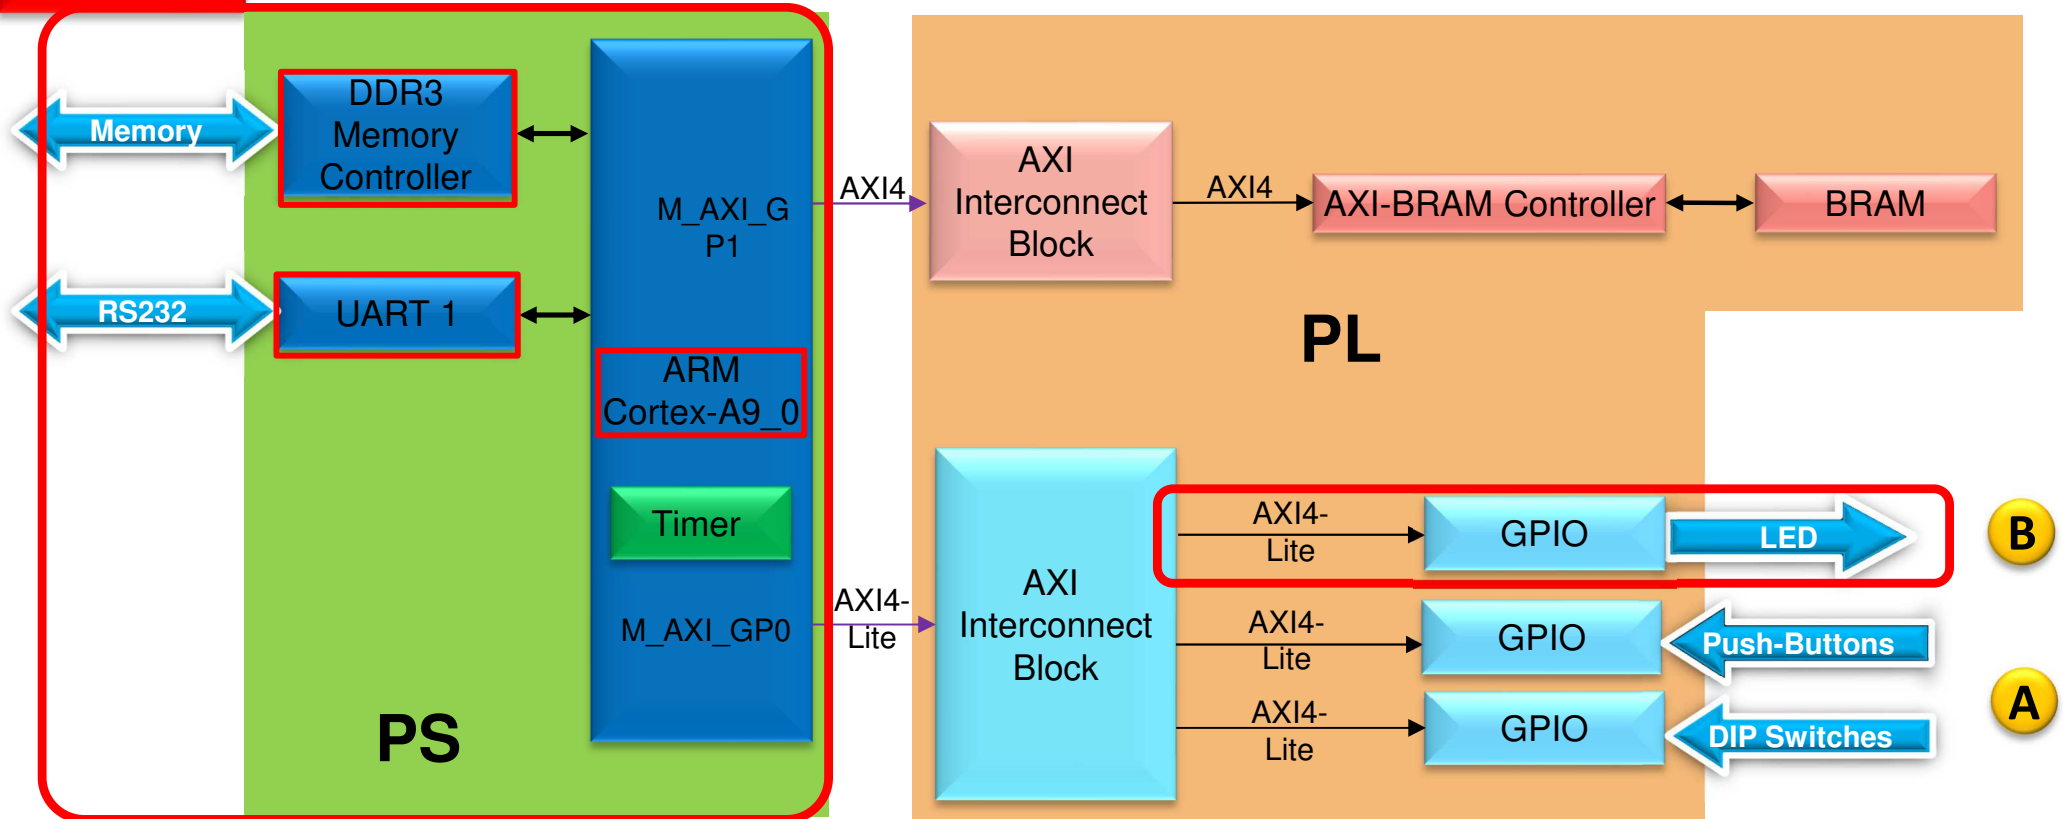 DDR3
Memory
Controller
Memory
RS232
UART 1
M_AXI_G
P1
ARM
Cortex-A9_0
Timer
M_AXI_GP0
PS
AXI4
AXI
Interconnect
Block
AXI4
AXI-BRAM Controller
BRAM
PL
AXI4-
Lite
AXI
Interconnect
Block
AXI4-
Lite
GPIO
LED
B
AXI4-
Lite
GPIO
Push-Buttons
A
AXI4-
Lite
GPIO
DIP Switches